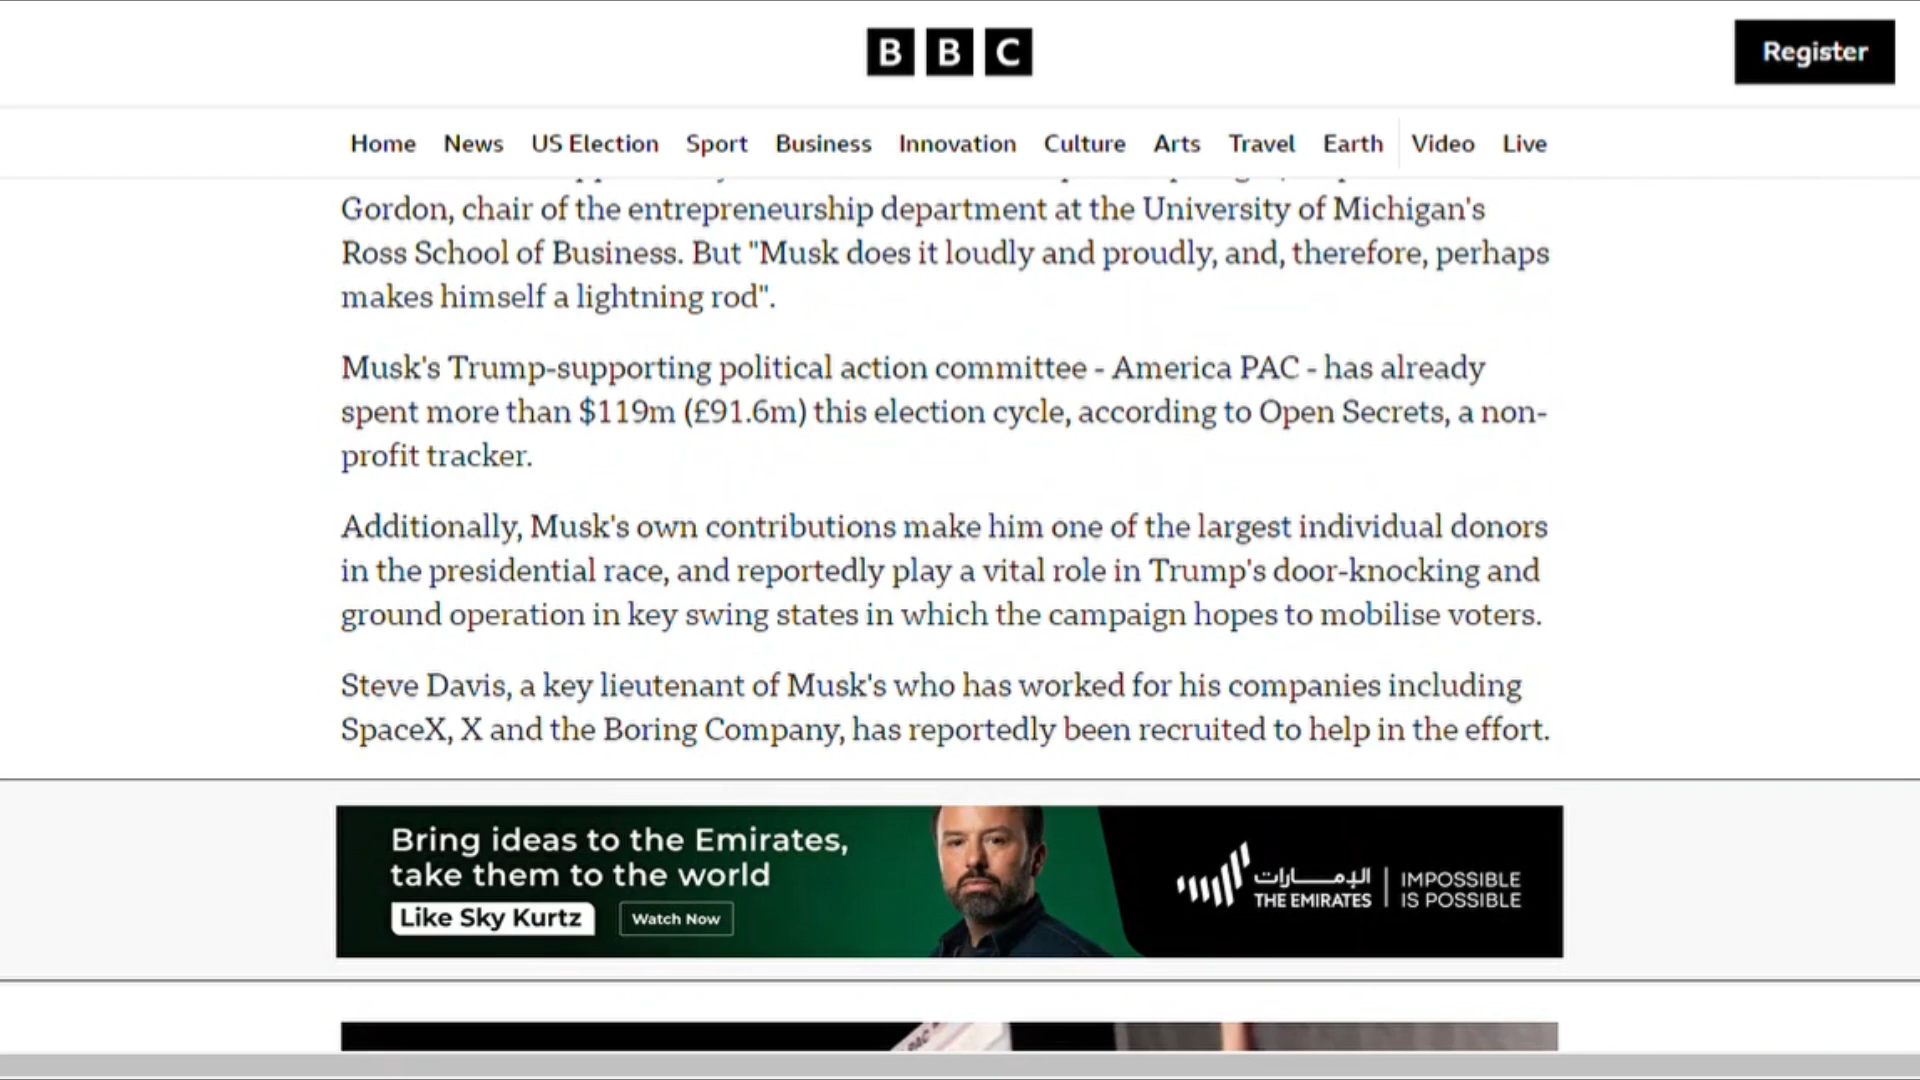 BBC
Register
Home News US Election Sport Business Innovation Culture Arts Travel Earth Video Live
Gordon, chair of the entrepreneurship department at the University of Michigan's
Ross School of Business. But "Musk does it loudly and proudly, and, therefore, perhaps
makes himself a lightning rod".
Musk's Trump-supporting political action committee - America PAC - has already
spent more than $119m (£91.6m) this election cycle, according to Open Secrets, a non-
profit tracker.
Additionally, Musk's own contributions make him one of the largest individual donors
in the presidential race, and reportedly play a vital role in Trump's door-knocking and
ground operation in key swing states in which the campaign hopes to mobilise voters.
Steve Davis, a key lieutenant of Musk's who has worked for his companies including
SpaceX, X and the Boring Company, has reportedly been recruited to help in the effort.
Bring ideas to the Emirates,
take them to the world
Like Sky Kurtz
Watch Now
الإمارات
THE EMIRATES
IMPOSSIBLE
IS POSSIBLE
PAC